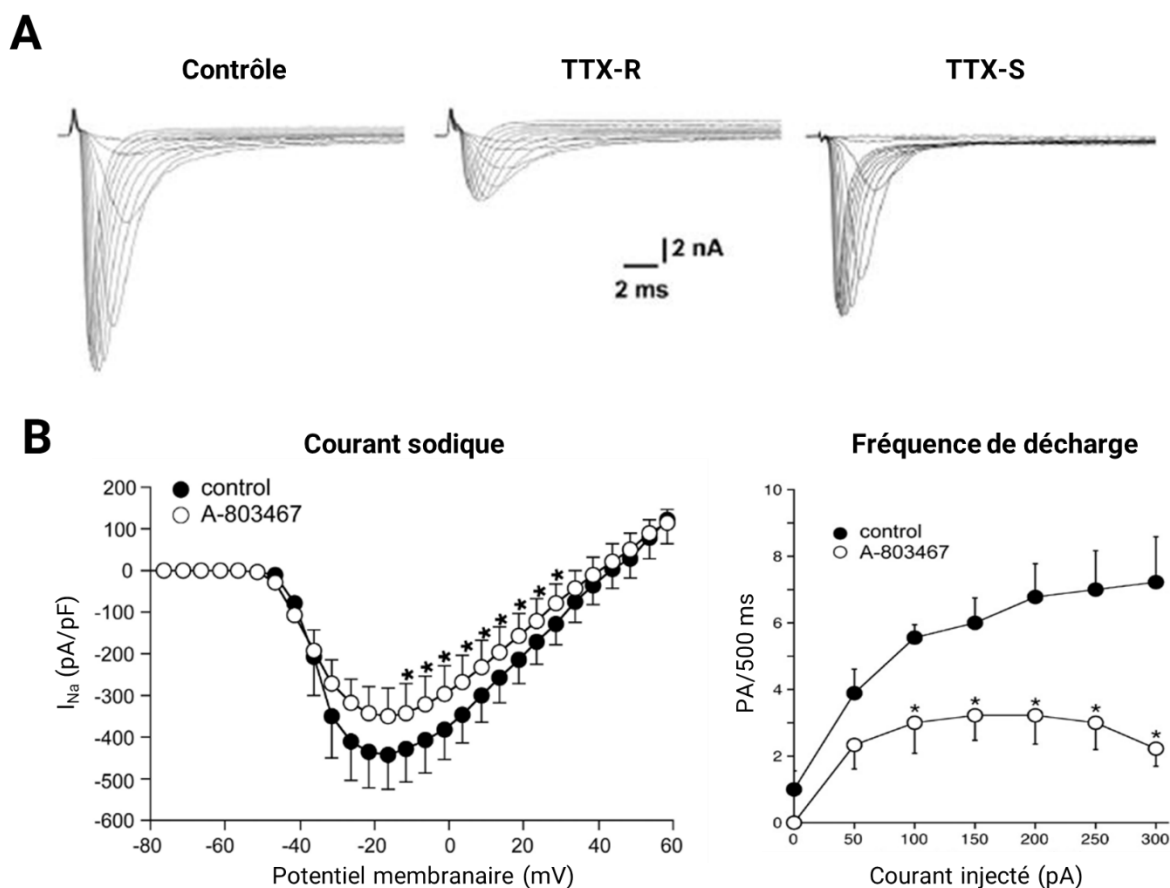 A
Contrôle
TTX-R
TTX-S
2 nA
2 ms
B
Courant sodique
control
A-803467
200
100
0
-100
-200
-300
-400
-500
-600
I_Na (pA/pF)
* * * * * * * * *
-80 -60 -40 -20 0 20 40 60
Potentiel membranaire (mV)
Fréquence de décharge
control
A-803467
10
8
6
4
2
0
PA/500 ms
* * * * *
0 50 100 150 200 250 300
Courant injecté (pA)